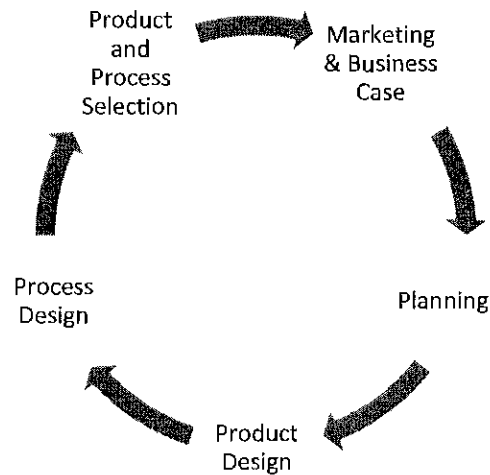 Product
and
Process
Selection
Marketing
& Business
Case
Planning
Product
Design
Process
Design